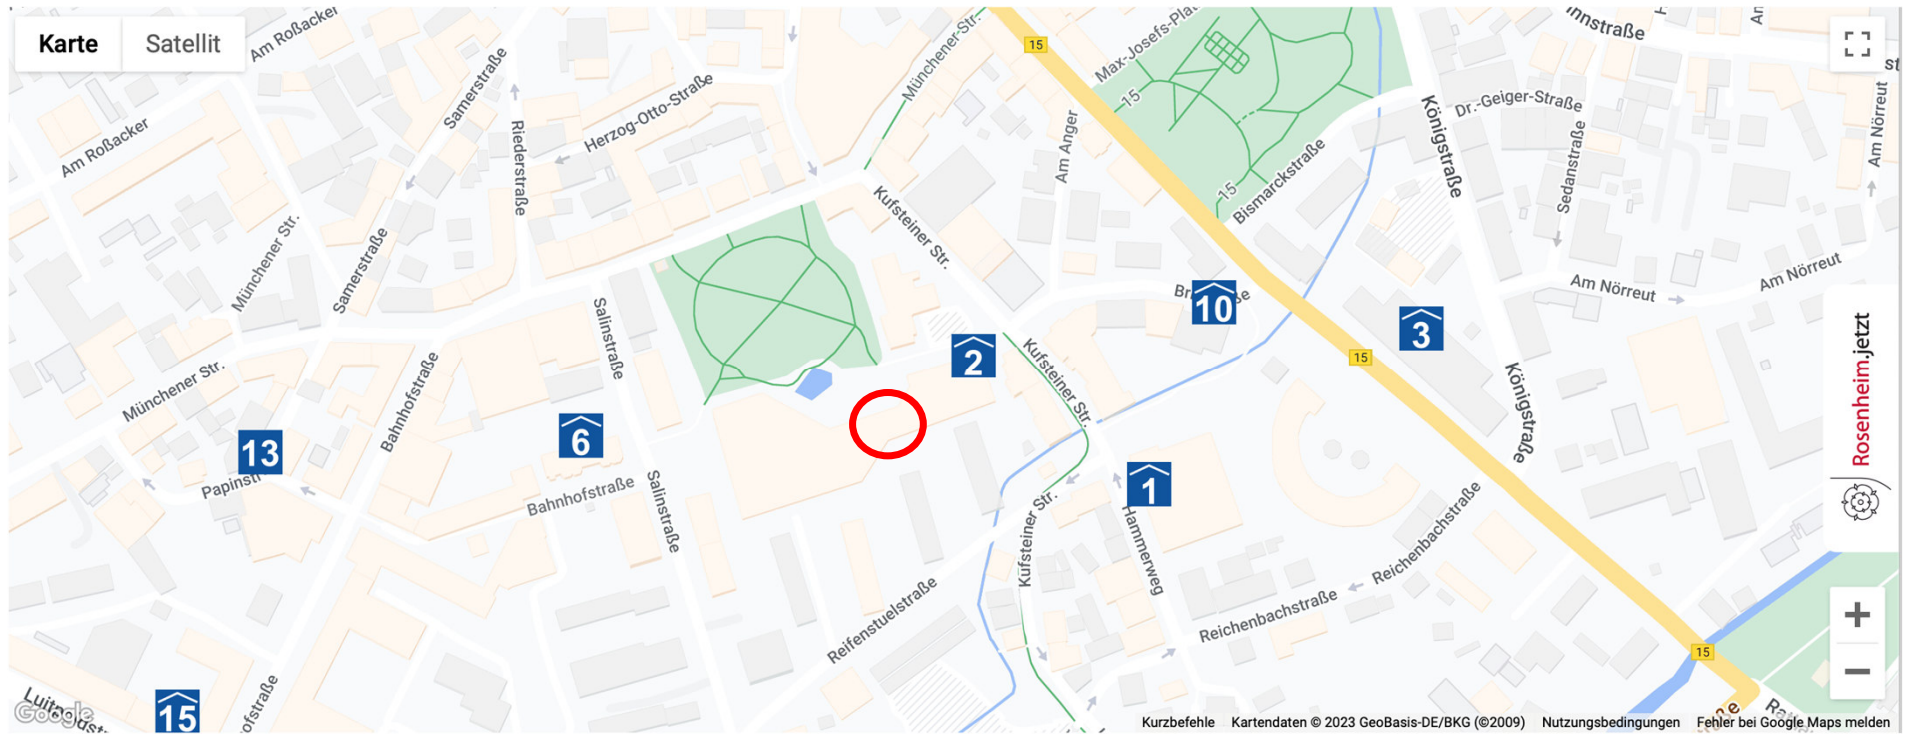 Karte
Satellit
Am Roßacker
Am Roßacker
Samerstraße
Samerstraße
Riederstraße
Herzog-Otto-Straße
Münchener-Str.
Münchener Str.
Münchener Str.
15
Max-Josefs-Plat
15
15
Bismarckstraße
Am Anger
Königstraße
Königstraße
Innstraße
Dr.-Geiger-Straße
Sedanstraße
Am Nörreut
Am Nörreut
Am Nörreut
st
Kufsteiner Str.
Kufsteiner Str.
Kufsteiner Str.
10
3
15
2
Salinstraße
Salinstraße
Bahnhofstraße
Bahnhofstraße
13
6
1
Papinstr
Hammerweg
Reichenbachstraße
Reichenbachstraße
Reifenstuelstraße
Rosenheim.jetzt
15
15
ofstraße
Google
Kurzbefehle
Kartendaten © 2023 GeoBasis-DE/BKG (©2009)
Nutzungsbedingungen
Fehler bei Google Maps melden